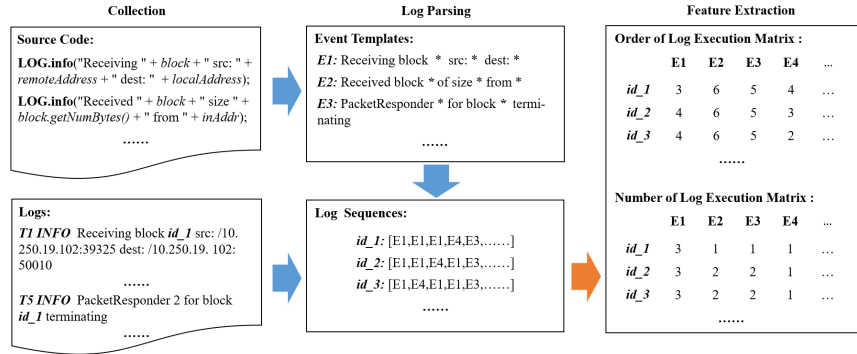 Collection
Source Code:
LOG.info("Receiving " + block + " src: " +
remoteAddress + " dest: " + localAddress);
LOG.info("Received " + block + " size " +
block.getNumBytes() + " from " + inAddr);
......
Logs:
T1 INFO Receiving block id_1 src: /10.
250.19.102:39325 dest: /10.250.19. 102:
50010
......
T5 INFO PacketResponder 2 for block
id_1 terminating
......
Log Parsing
Event Templates:
E1: Receiving block * src: * dest: *
E2: Received block * of size * from *
E3: PacketResponder * for block * termi-
nating
......
Log Sequences:
id_1: [E1,E1,E1,E4,E3,……]
id_2: [E1,E1,E4,E1,E3,……]
id_3: [E1,E4,E1,E1,E3,……]
......
Feature Extraction
Order of Log Execution Matrix :
E1 E2 E3 E4 ...
id_1 3 6 5 4 …
id_2 4 6 5 3 …
id_3 4 6 5 2 …
......
Number of Log Execution Matrix :
E1 E2 E3 E4 ...
id_1 3 1 1 1 …
id_2 3 2 2 1 …
id_3 3 2 2 1 …
......